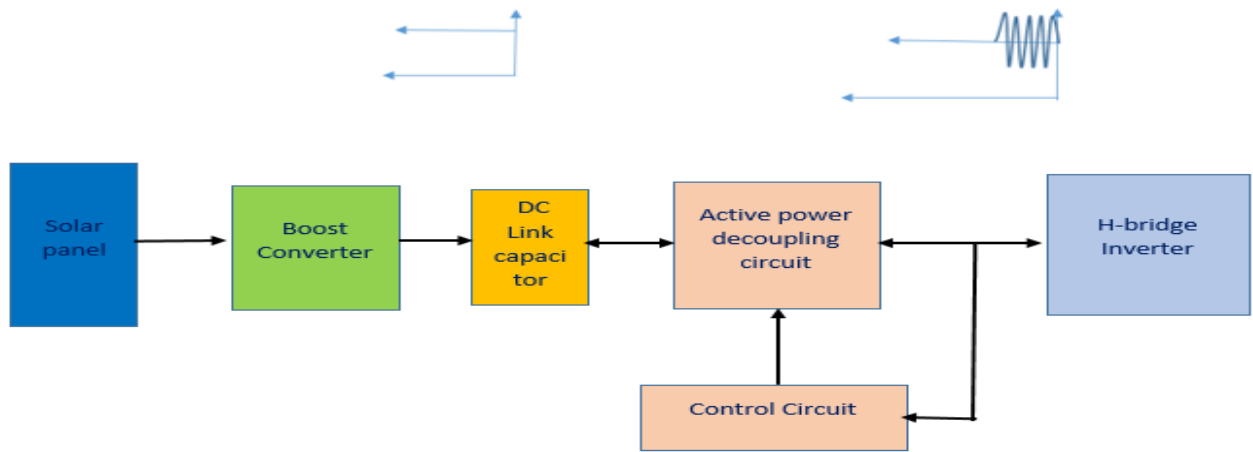 Solar
panel
Boost
Converter
DC
Link
capaci
tor
Active power
decoupling
circuit
H-bridge
Inverter
Control Circuit